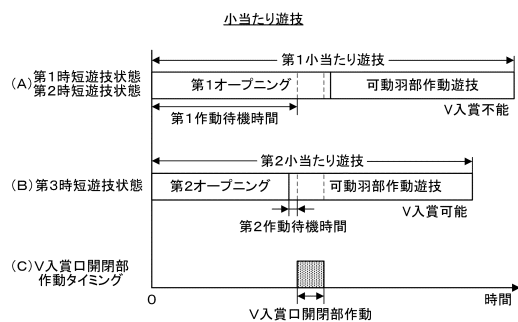 小当たり遊技
第1小当たり遊技
(A)
第1時短遊技状態
第2時短遊技状態
第1オープニング
可動羽部作動遊技
第1作動待機時間
V入賞不能
第2小当たり遊技
(B)第3時短遊技状態
第2オープニング
可動羽部作動遊技
V入賞可能
第2作動待機時間
(C)V入賞口開閉部
作動タイミング
0
時間
V入賞口開閉部作動